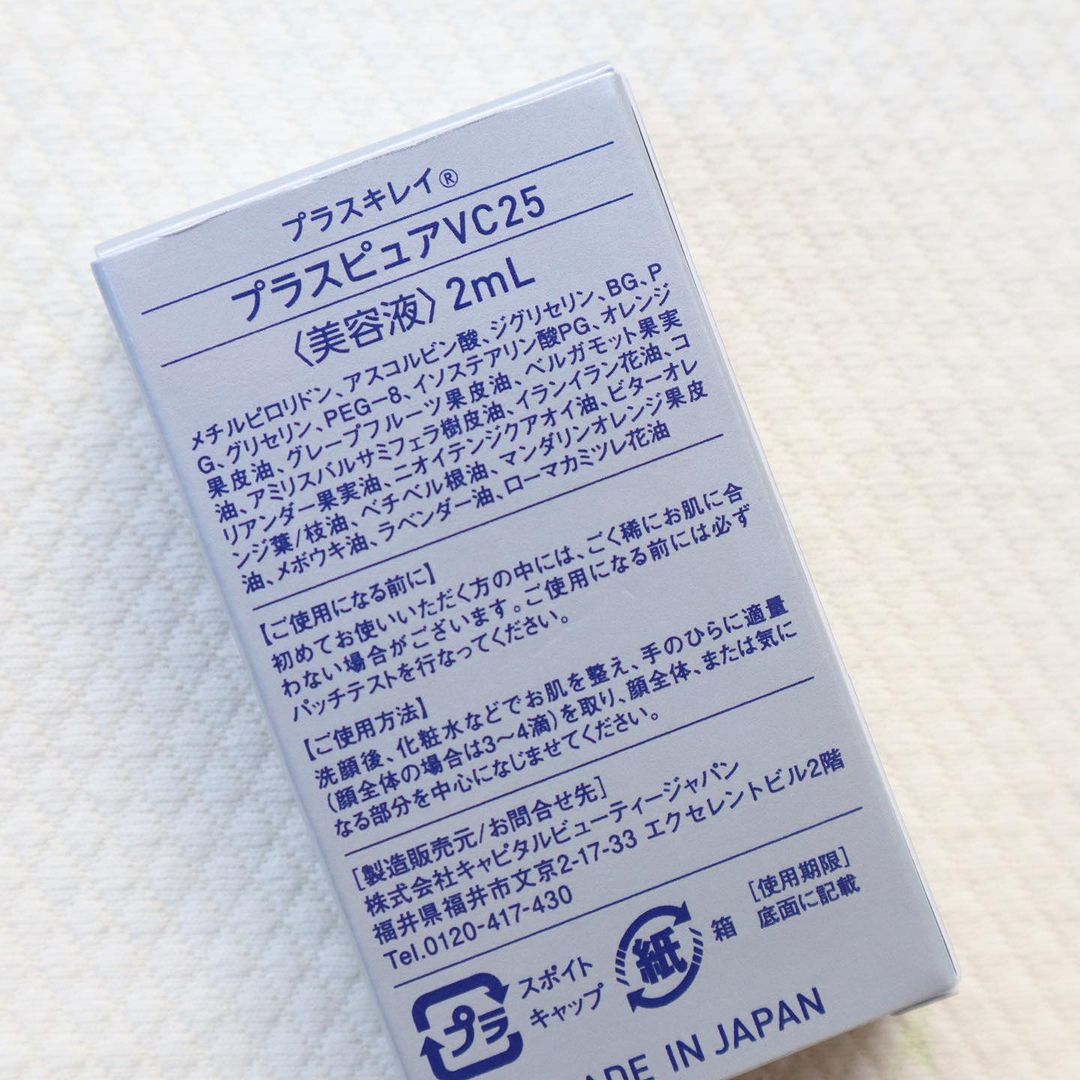 プラスキレイ®
プラスピュアVC25
〈美容液〉2mL
メチルピロリドン、アスコルビン酸、ジグリセリン、BG、P
G、グリセリン、PEG-8、イソステアリン酸PG、オレンジ
果皮油、グレープフルーツ果皮油、ベルガモット果実
油、アミリスバルサミフェラ樹皮油、イランイラン花油、コ
リアンダー果実油、ニオイテンジクアオイ油、ビターオレ
ンジ葉/枝油、ベチベル根油、マンダリンオレンジ果皮
油、メボウキ油、ラベンダー油、ローマカミツレ花油
【ご使用になる前に】
初めてお使いいただく方の中には、ごく稀にお肌に合
わない場合がございます。ご使用になる前には必ず
パッチテストを行なってください。
【ご使用方法】
洗顔後、化粧水などでお肌を整え、手のひらに適量
(顔全体の場合は3〜4滴)を取り、顔全体、または気に
なる部分を中心になじませてください。
[製造販売元/お問合せ先]
株式会社キャピタルビューティージャパン
福井県福井市文京2-17-33 エクセレントビル2階
Tel.0120-417-430
[使用期限]
底面に記載
プラ
スポイト
キャップ
紙
箱
MADE IN JAPAN